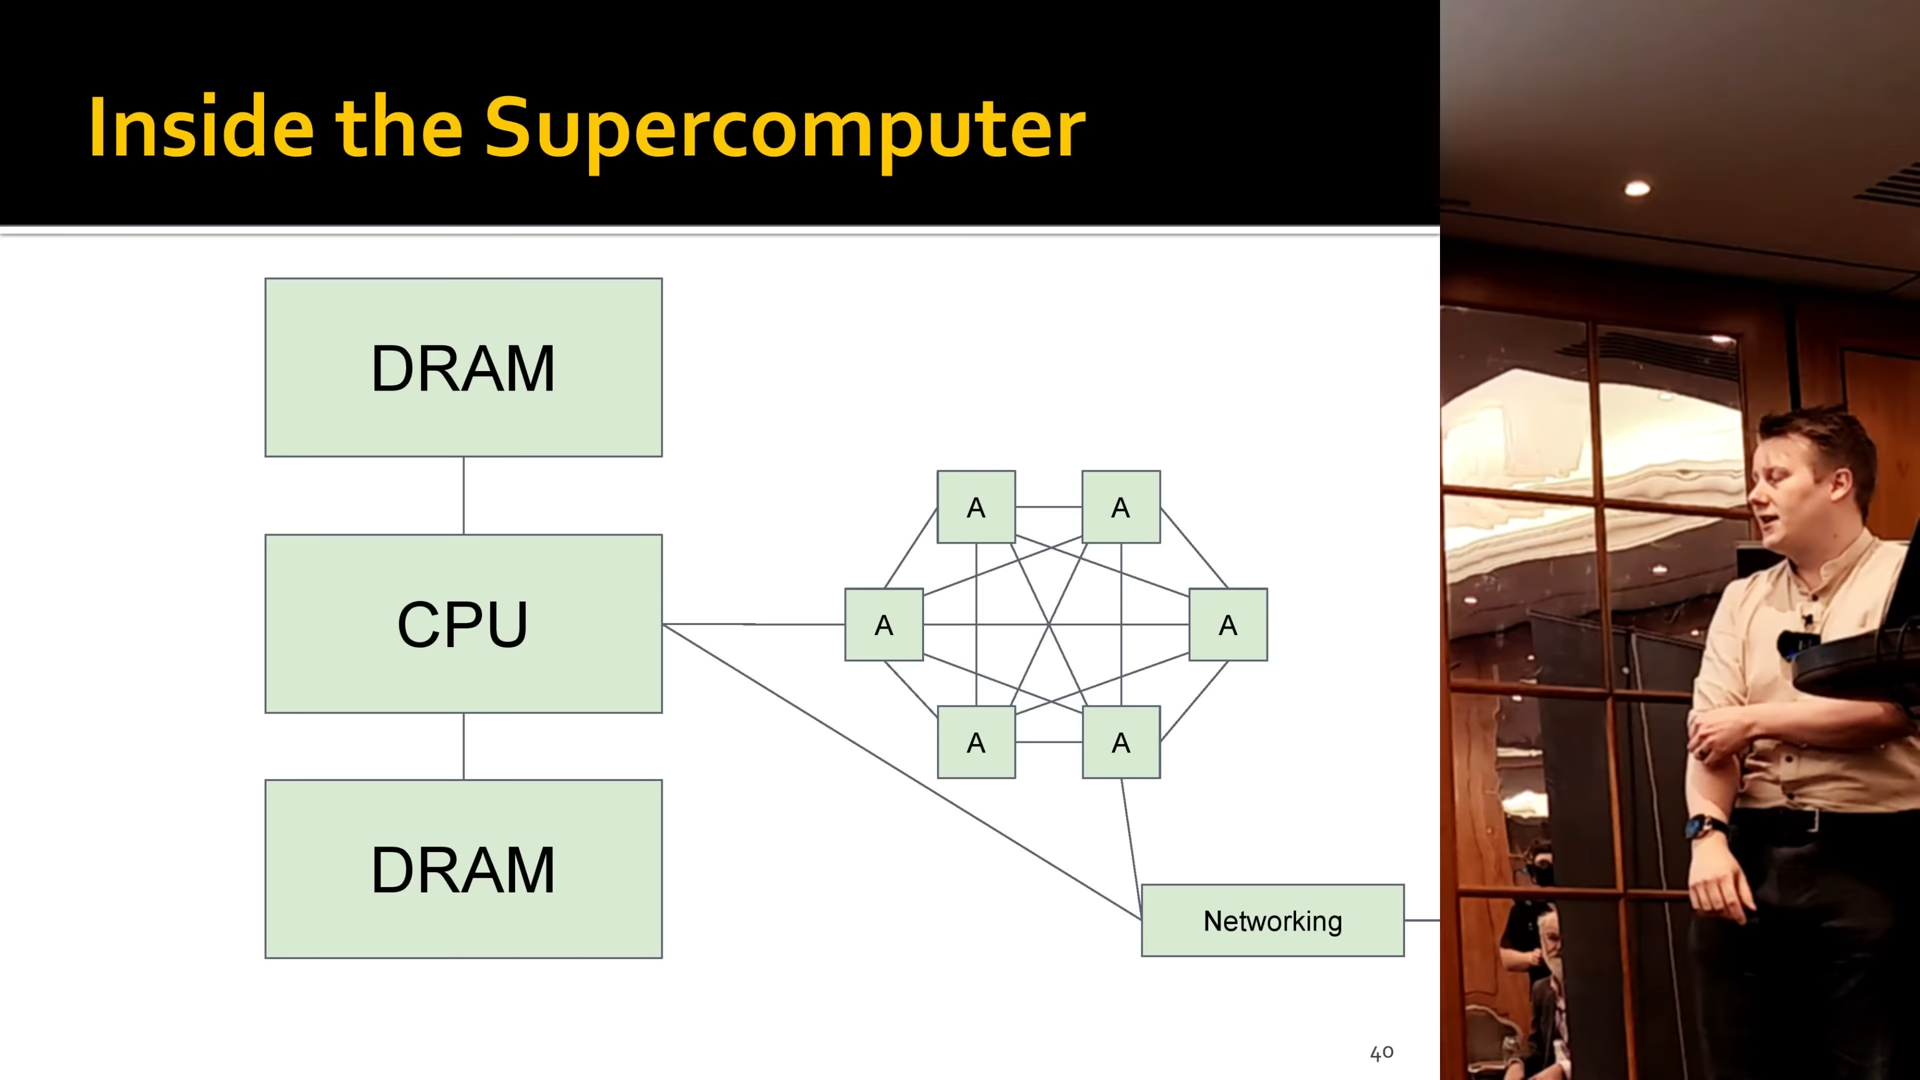 Inside the Supercomputer
DRAM
CPU
DRAM
A
A
A
A
A
A
Networking
40